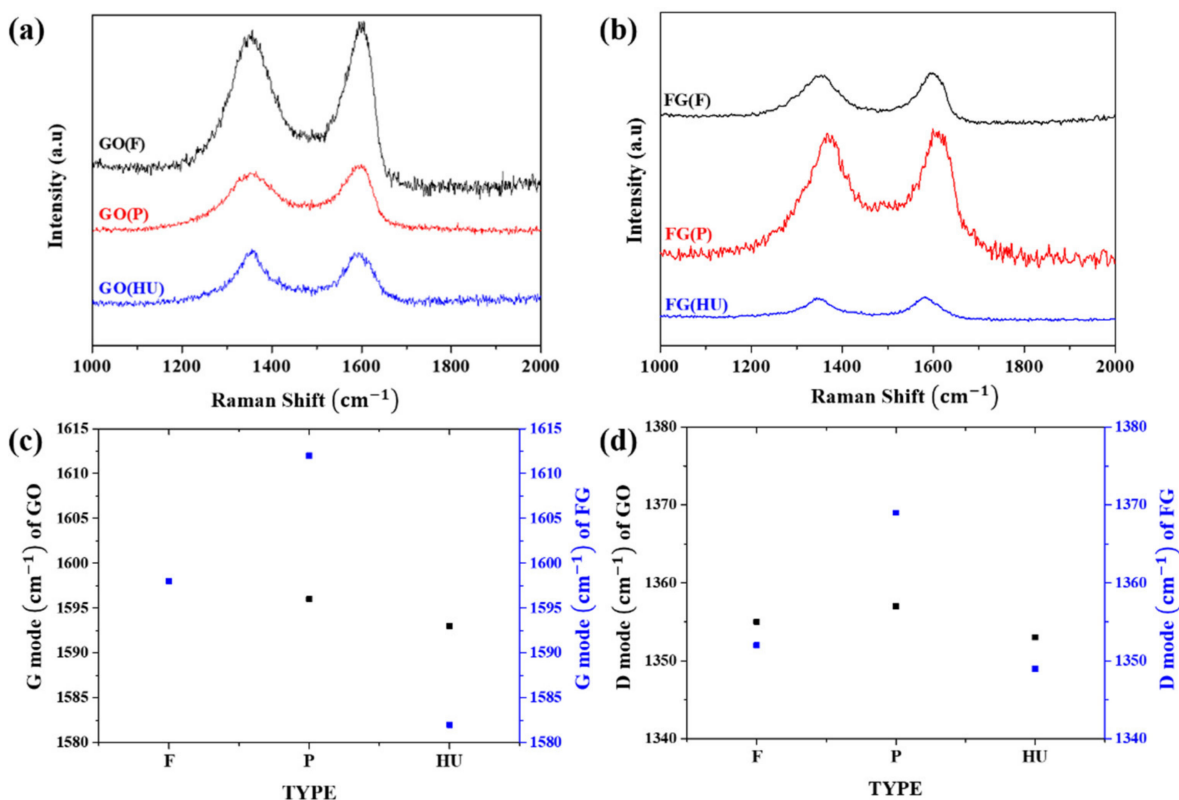 (a)
Intensity (a.u)
GO(F)
GO(P)
GO(HU)
1000 1200 1400 1600 1800 2000
Raman Shift (cm⁻¹)
(b)
Intensity (a.u)
FG(F)
FG(P)
FG(HU)
1000 1200 1400 1600 1800 2000
Raman Shift (cm⁻¹)
(c)
G mode (cm⁻¹) of GO
1615
1610
1605
1600
1595
1590
1585
1580
F P HU
TYPE
1615
1610
1605
1600
1595
1590
1585
1580
G mode (cm⁻¹) of FG
(d)
D mode (cm⁻¹) of GO
1380
1370
1360
1350
1340
F P HU
TYPE
1380
1370
1360
1350
1340
D mode (cm⁻¹) of FG